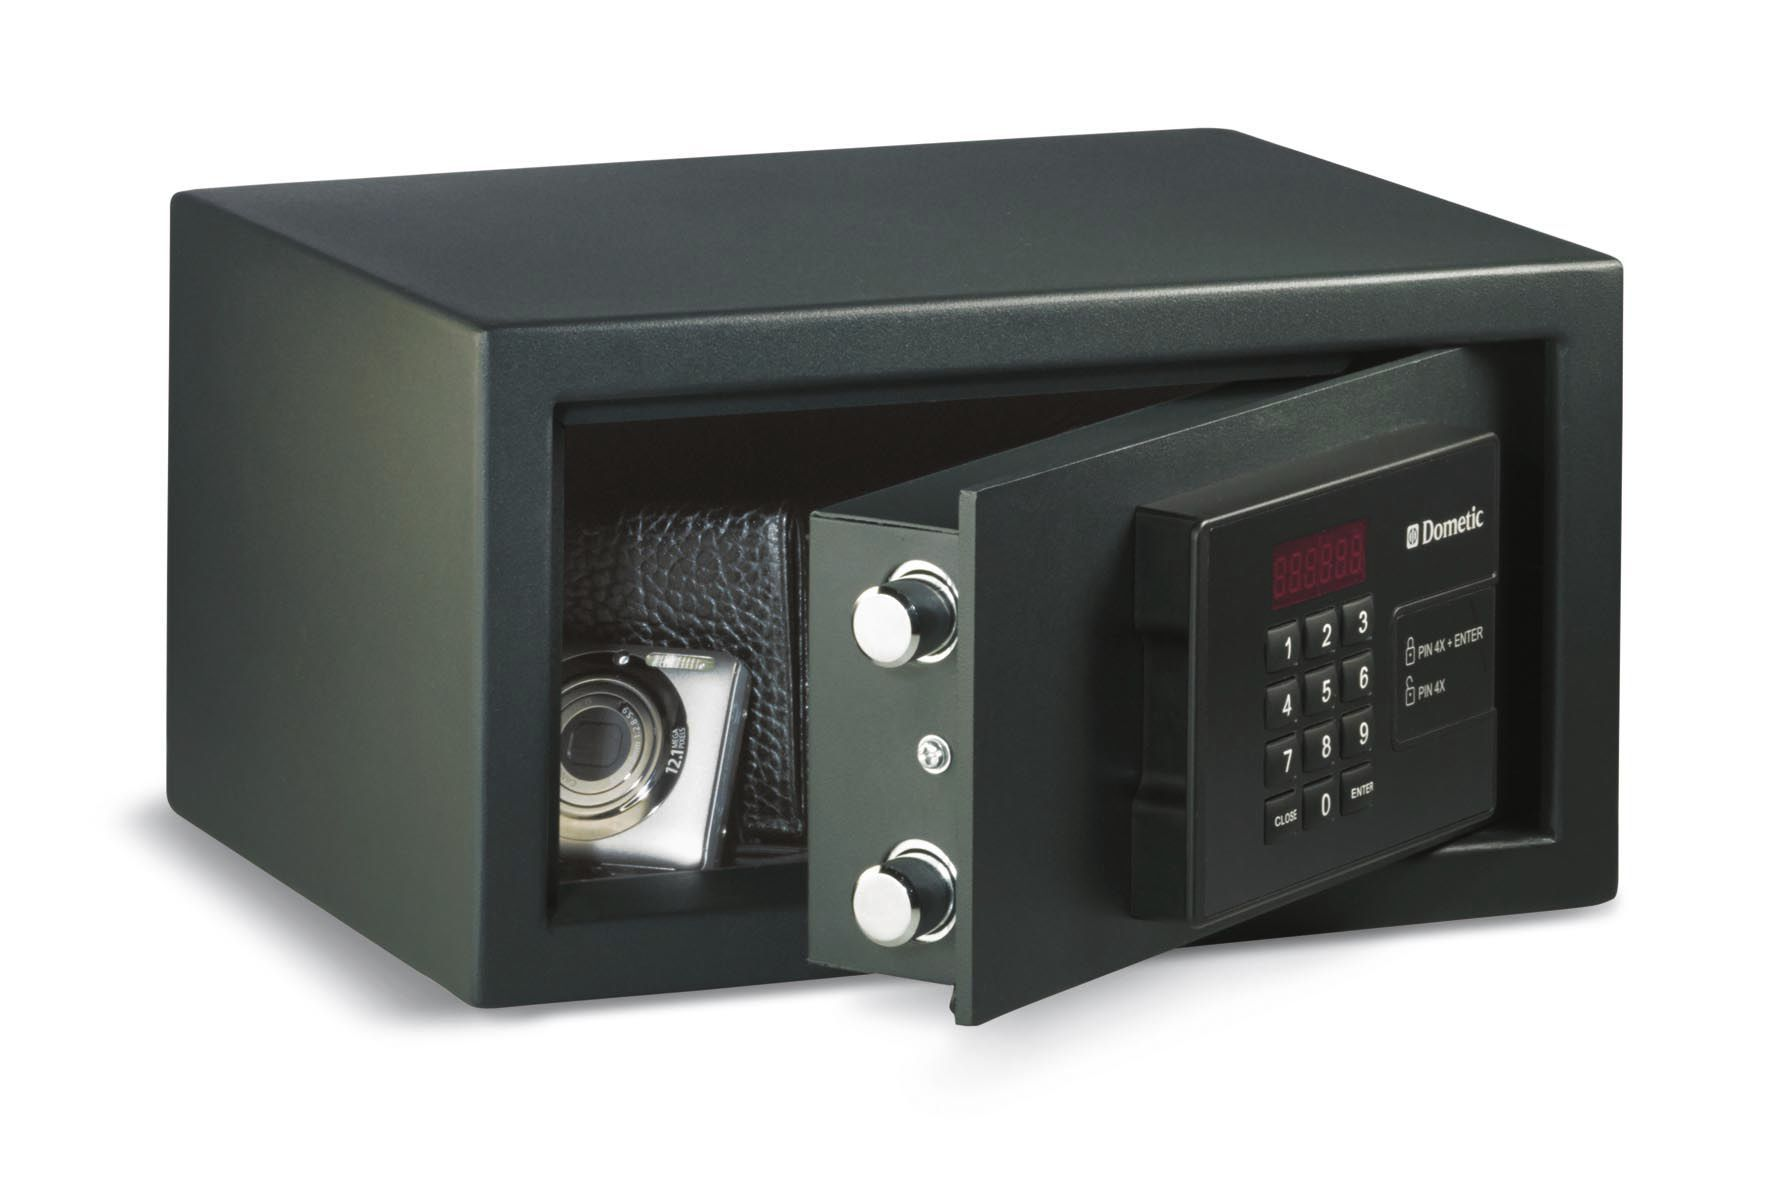 Dometic
888888
1 2 3
4 5 6
7 8 9
CLOSE 0 ENTER
PIN 4X + ENTER
PIN 4X
12.1 MEGA
PIXELS